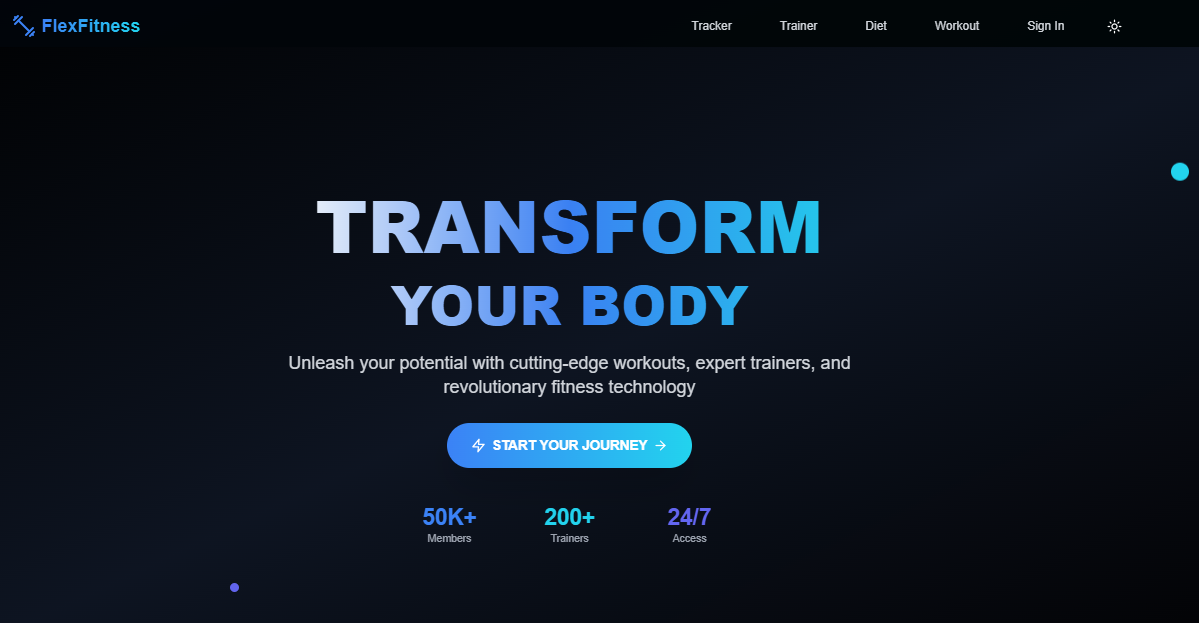 FlexFitness
Tracker
Trainer
Diet
Workout
Sign In
TRANSFORM
YOUR BODY
Unleash your potential with cutting-edge workouts, expert trainers, and
revolutionary fitness technology
START YOUR JOURNEY
50K+
Members
200+
Trainers
24/7
Access